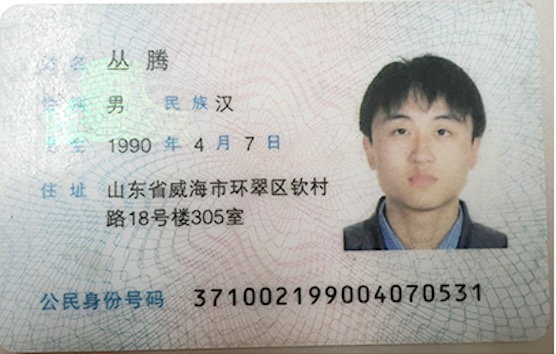 姓名 丛腾
性别 男 民族 汉
出生 1990 年 4 月 7 日
住址 山东省威海市环翠区钦村
路18号楼305室
公民身份号码 371002199004070531